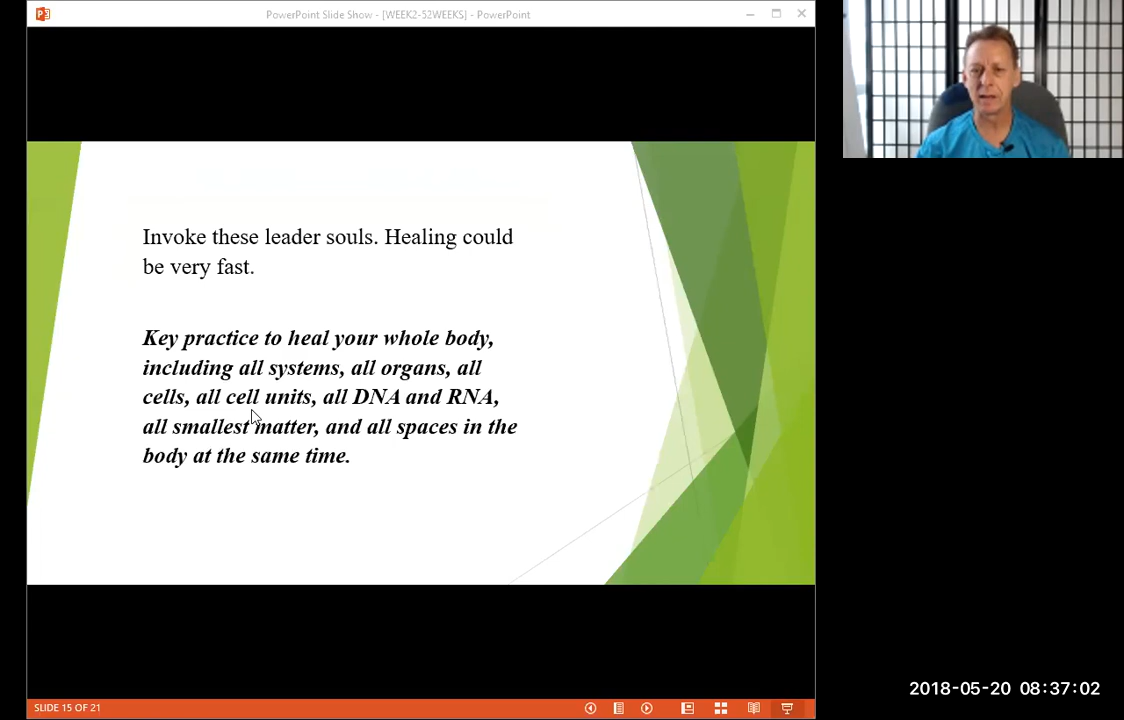 PowerPoint Slide Show - [WEEK2-52WEEKS] - PowerPoint
Invoke these leader souls. Healing could
be very fast.
Key practice to heal your whole body,
including all systems, all organs, all
cells, all cell units, all DNA and RNA,
all smallest matter, and all spaces in the
body at the same time.
2018-05-20 08:37:02
SLIDE 15 OF 21